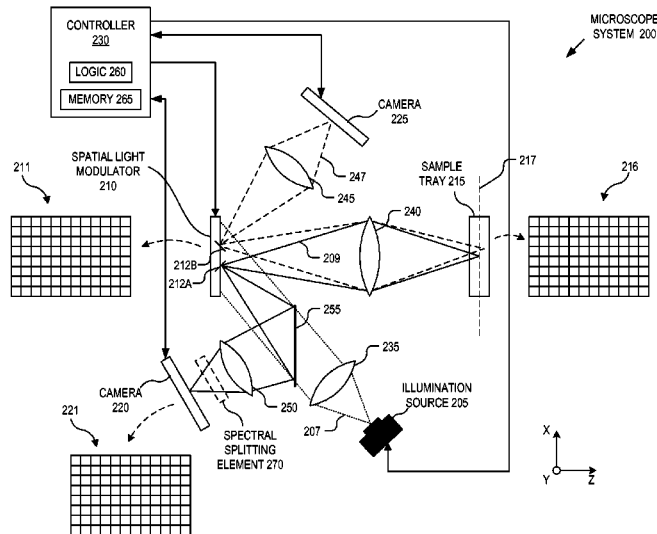 CONTROLLER
230
LOGIC 260
MEMORY 265
MICROSCOPE
SYSTEM 200
CAMERA
225
SPATIAL LIGHT
MODULATOR
210
247
245
SAMPLE
TRAY 215
217
211
216
240
209
212B
212A
255
235
CAMERA
220
250
ILLUMINATION
SOURCE 205
207
221
SPECTRAL
SPLITTING
ELEMENT 270
X
Y
Z